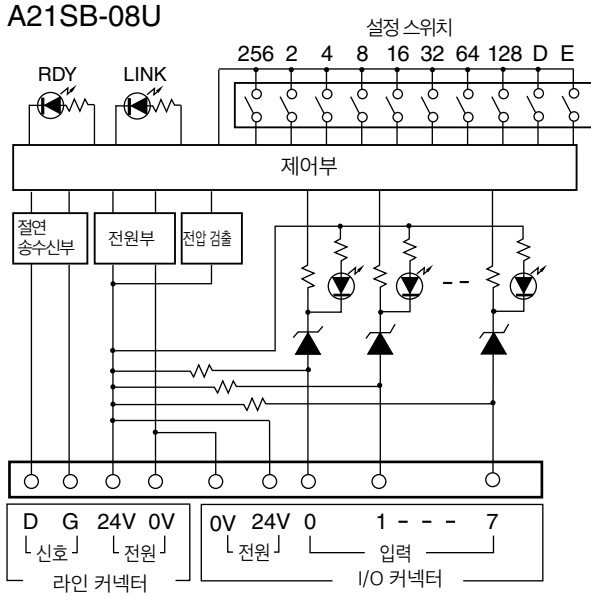 A21SB-08U
설정 스위치
256 2 4 8 16 32 64 128 D E
RDY LINK
제어부
절연
송수신부
전원부
전압 검출
D G 24V 0V 0V 24V 0 1 - - - 7
신호 전원 전원 입력
라인 커넥터 I/O 커넥터